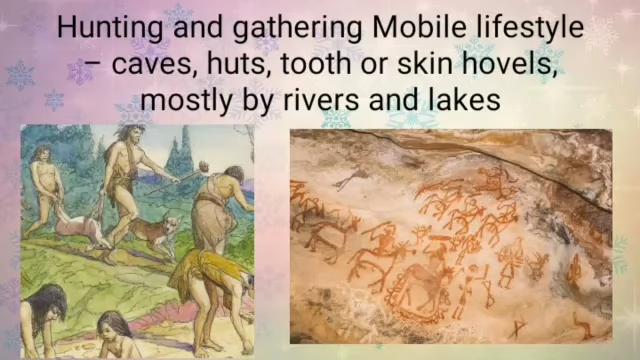 Hunting and gathering Mobile lifestyle
– caves, huts, tooth or skin hovels,
mostly by rivers and lakes